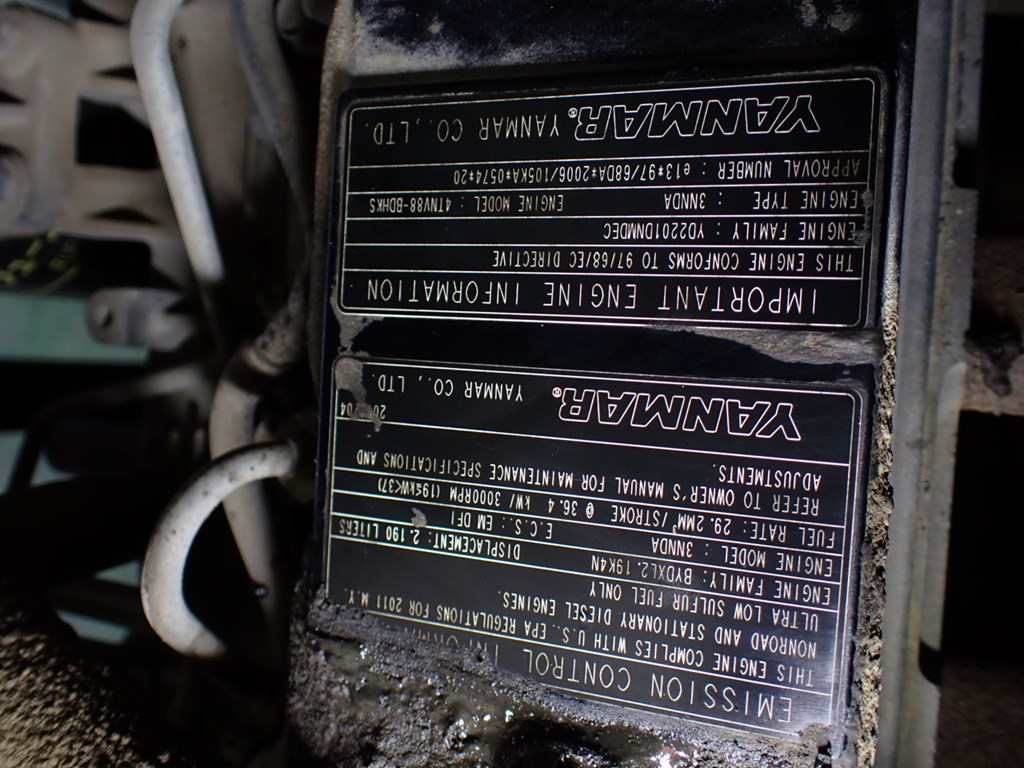 IMPORTANT ENGINE INFORMATION
THIS ENGINE CONFORMS TO 97/68/EC DIRECTIVE
ENGINE FAMILY : YD2201DNMDEC
ENGINE TYPE : 3NNDA ENGINE MODEL : 4TNV88-BDHKS
APPROVAL NUMBER : e13*97/68DA*2006/105KA*0574*20
YANMAR® YANMAR CO.,LTD.
EMISSION CONTROL
THIS ENGINE COMPLIES WITH U.S. EPA REGULATIONS FOR 2011 M.Y.
NONROAD AND STATIONARY DIESEL ENGINES.
ULTRA LOW SULFUR FUEL ONLY
ENGINE FAMILY: BYDXL2.19K4N DISPLACEMENT: 2.190 LITERS
ENGINE MODEL : 3NNDA E.C.S.: EM DFI
FUEL RATE: 29.2MM³/STROKE @ 36.4 kW/ 3000RPM (19≤kW<37)
REFER TO OWNER'S MANUAL FOR MAINTENANCE SPECIFICATIONS AND
ADJUSTMENTS.
YANMAR® YANMAR CO., LTD.